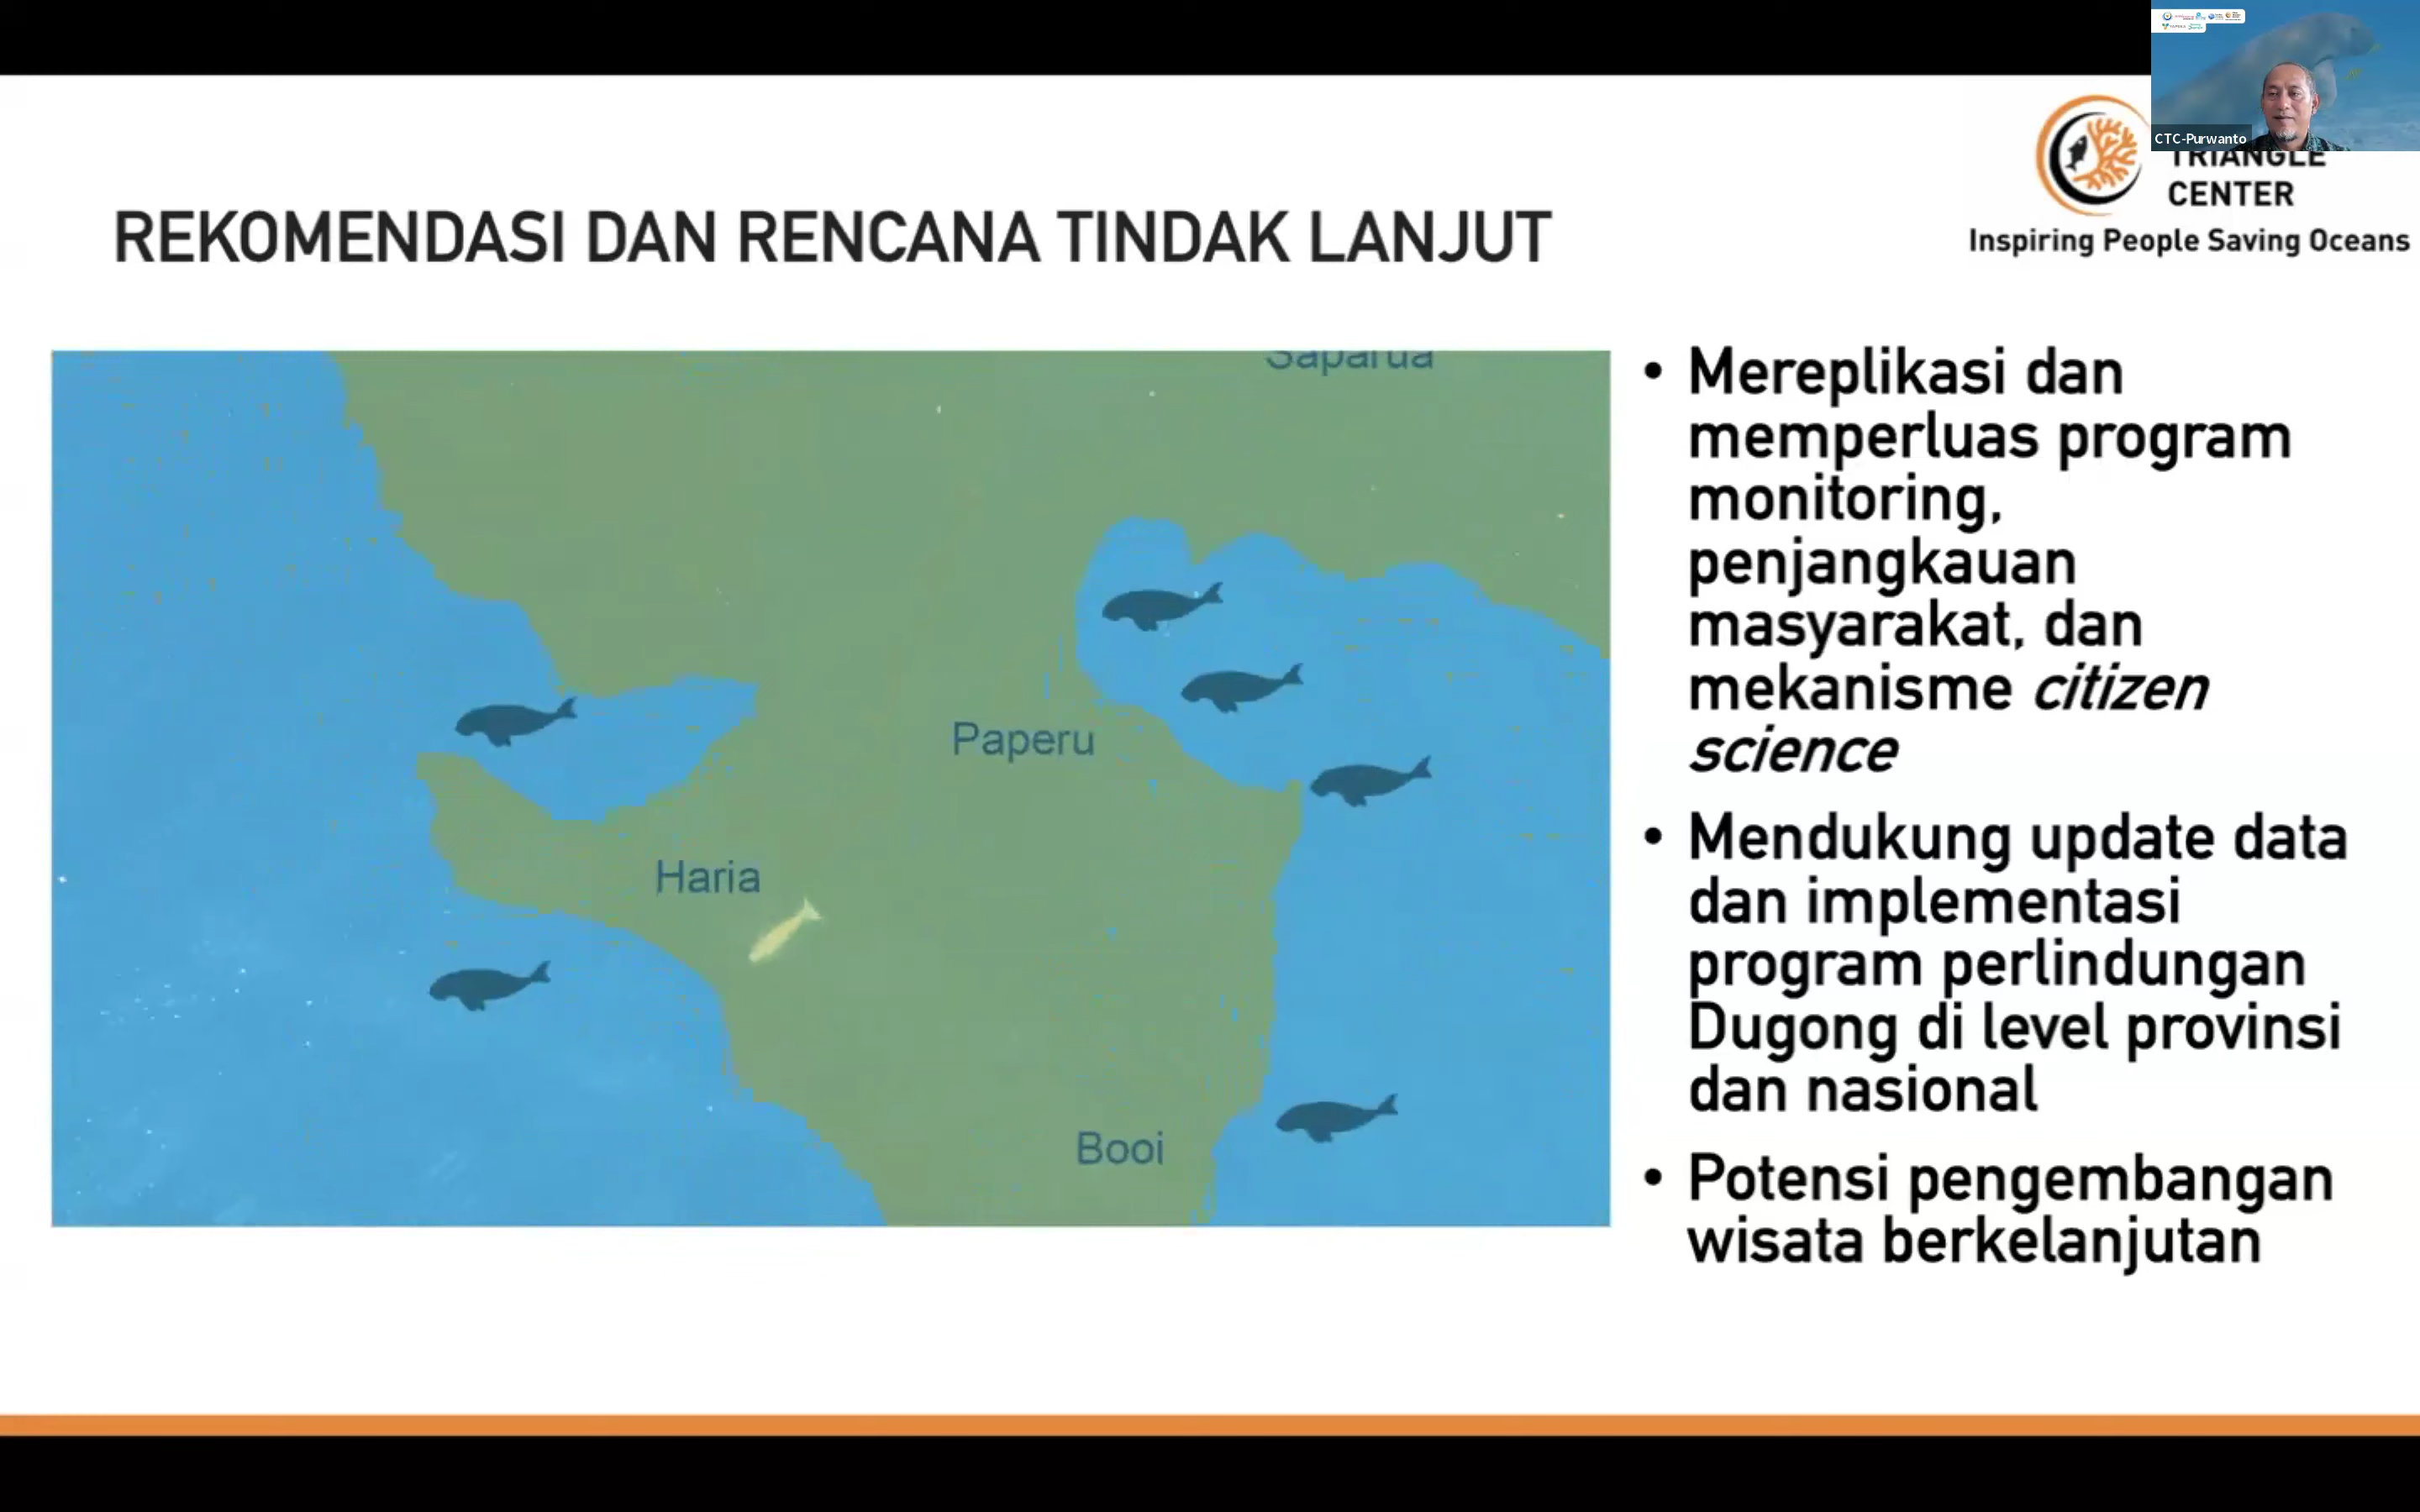 CTC-Purwanto
TRIANGLE
CENTER
Inspiring People Saving Oceans
REKOMENDASI DAN RENCANA TINDAK LANJUT
Saparua
Paperu
Haria
Booi
• Mereplikasi dan
memperluas program
monitoring,
penjangkauan
masyarakat, dan
mekanisme citizen
science
• Mendukung update data
dan implementasi
program perlindungan
Dugong di level provinsi
dan nasional
• Potensi pengembangan
wisata berkelanjutan